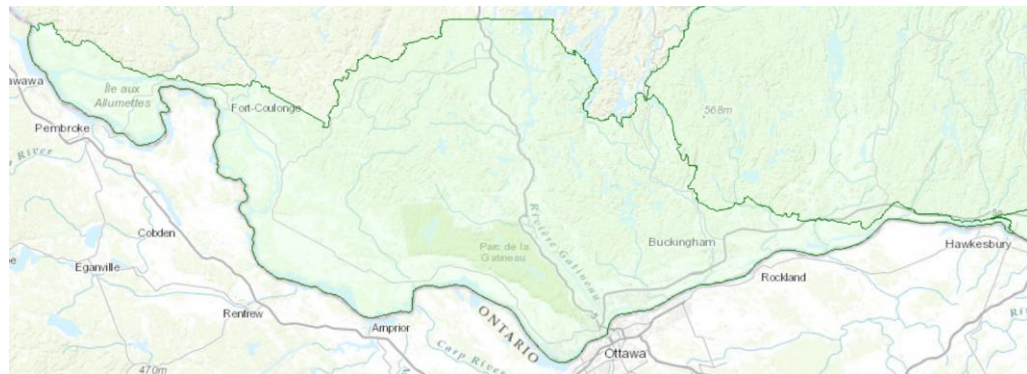 awawa
Île aux
Allumettes
Fort-Coulonge
568m
Pembroke
River
Cobden
Rivière Gatineau
Parc de la
Gatineau
Buckingham
Hawkesbury
Eganville
Rockland
Renfrew
Arnprior
ONTARIO
Ottawa
Carp River
470m